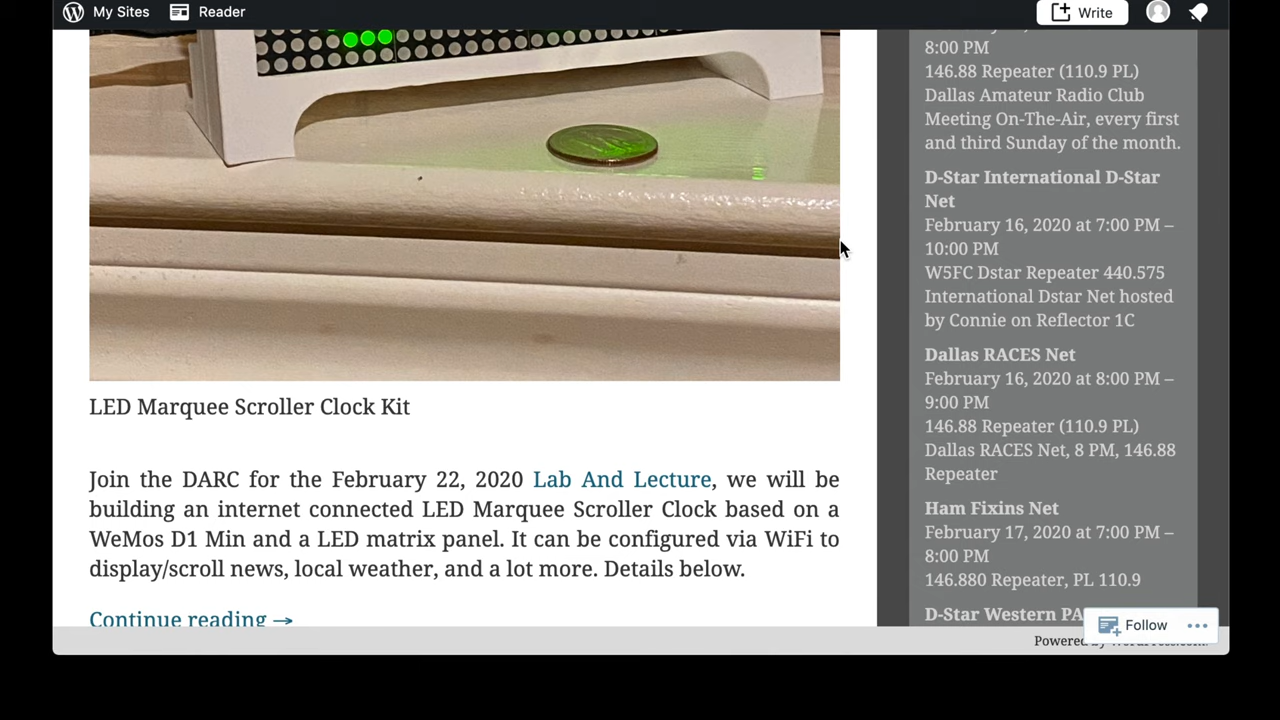 My Sites
Reader
Write
LED Marquee Scroller Clock Kit
Join the DARC for the February 22, 2020 Lab And Lecture, we will be
building an internet connected LED Marquee Scroller Clock based on a
WeMos D1 Min and a LED matrix panel. It can be configured via WiFi to
display/scroll news, local weather, and a lot more. Details below.
Continue reading →
8:00 PM
146.88 Repeater (110.9 PL)
Dallas Amateur Radio Club
Meeting On-The-Air, every first
and third Sunday of the month.
D-Star International D-Star
Net
February 16, 2020 at 7:00 PM –
10:00 PM
W5FC Dstar Repeater 440.575
International Dstar Net hosted
by Connie on Reflector 1C
Dallas RACES Net
February 16, 2020 at 8:00 PM –
9:00 PM
146.88 Repeater (110.9 PL)
Dallas RACES Net, 8 PM, 146.88
Repeater
Ham Fixins Net
February 17, 2020 at 7:00 PM –
8:00 PM
146.880 Repeater, PL 110.9
D-Star Western PA
Follow
Powered by WordPress.com